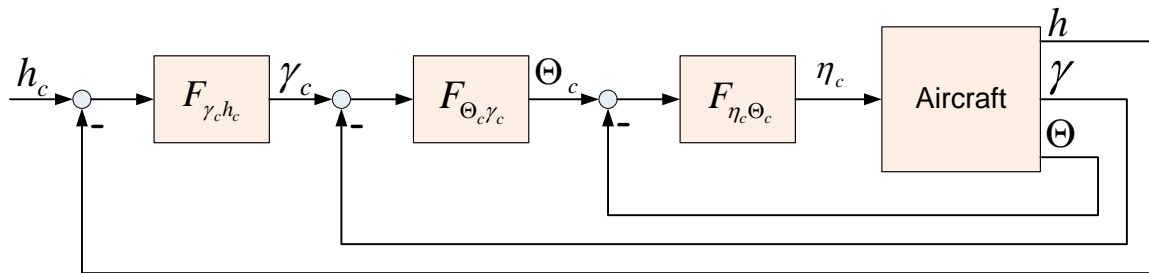 h
h_c
F_{γ_c h_c}
γ_c
F_{Θ_c γ_c}
Θ_c
F_{η_c Θ_c}
η_c
Aircraft
γ
Θ
-
-
-